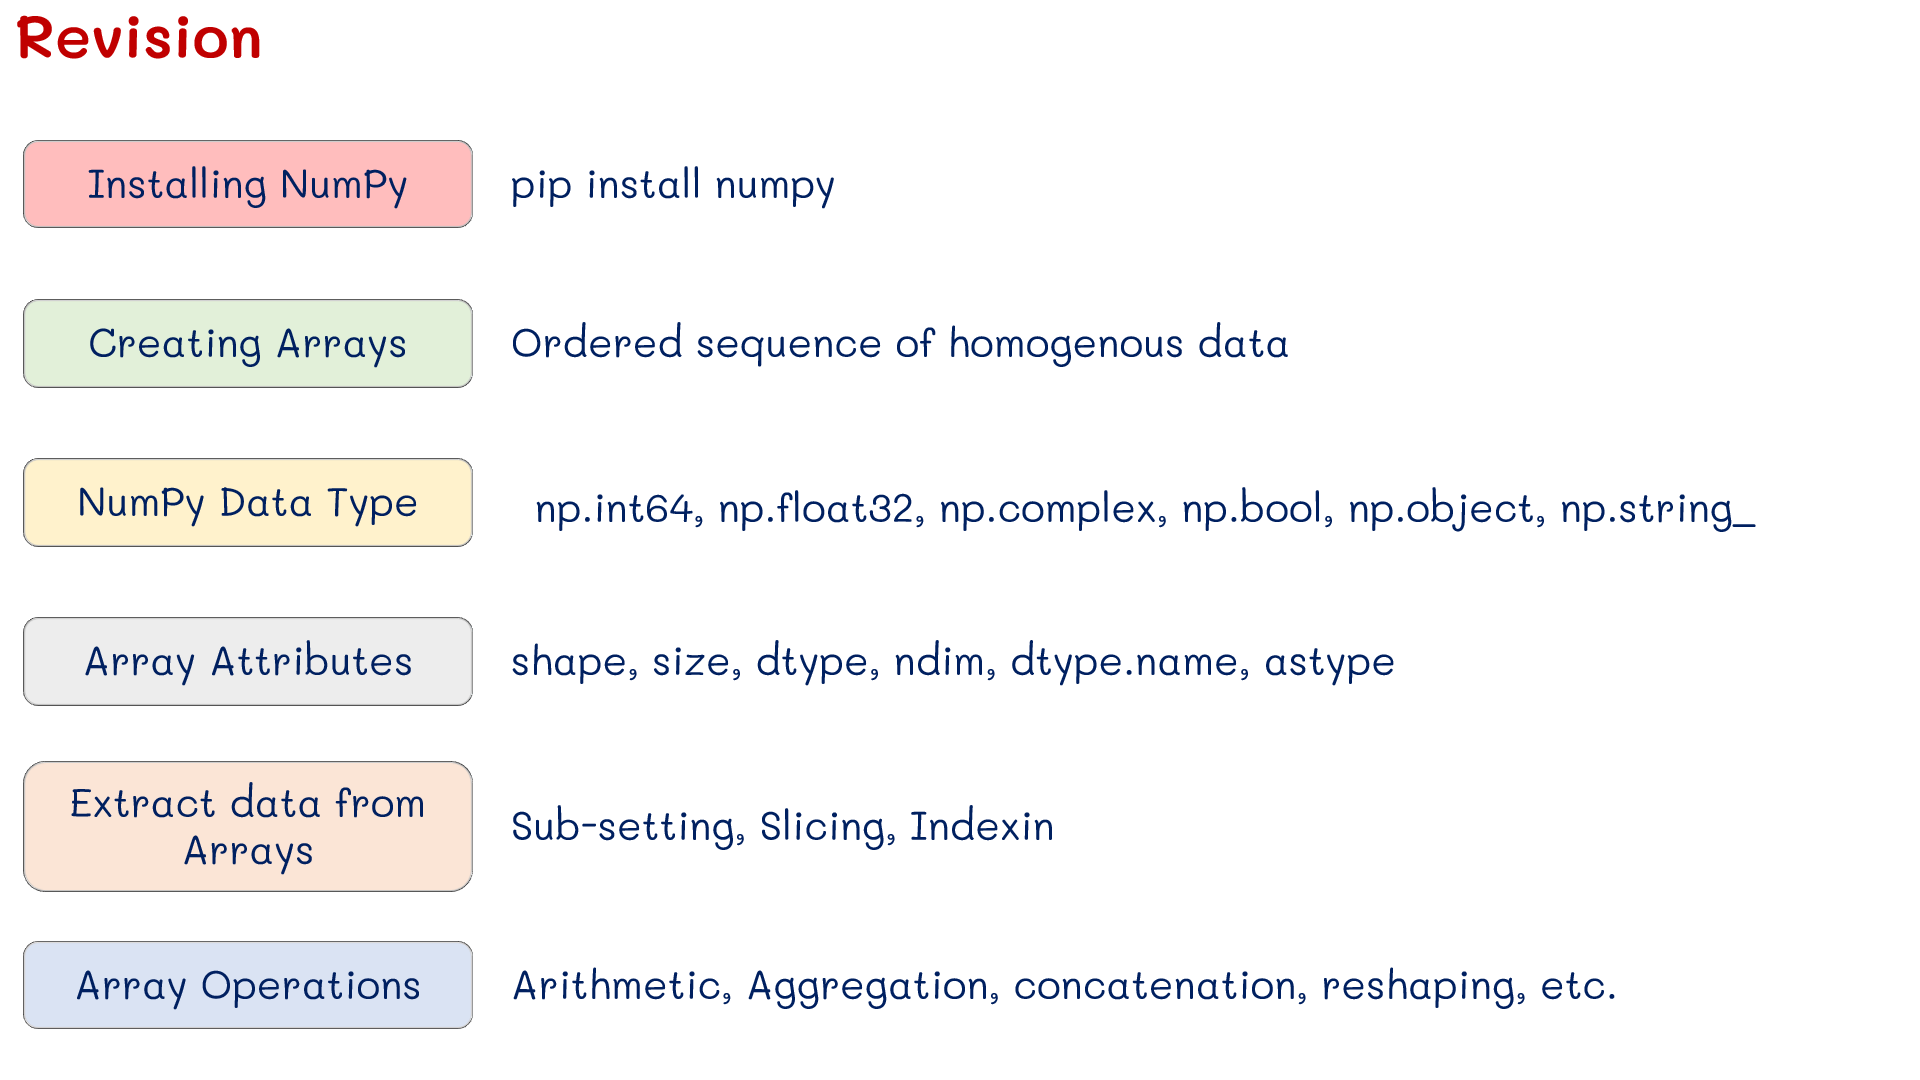 Revision
Installing NumPy
pip install numpy
Creating Arrays
Ordered sequence of homogenous data
NumPy Data Type
np.int64, np.float32, np.complex, np.bool, np.object, np.string_
Array Attributes
shape, size, dtype, ndim, dtype.name, astype
Extract data from
Arrays
Sub-setting, Slicing, Indexin
Array Operations
Arithmetic, Aggregation, concatenation, reshaping, etc.